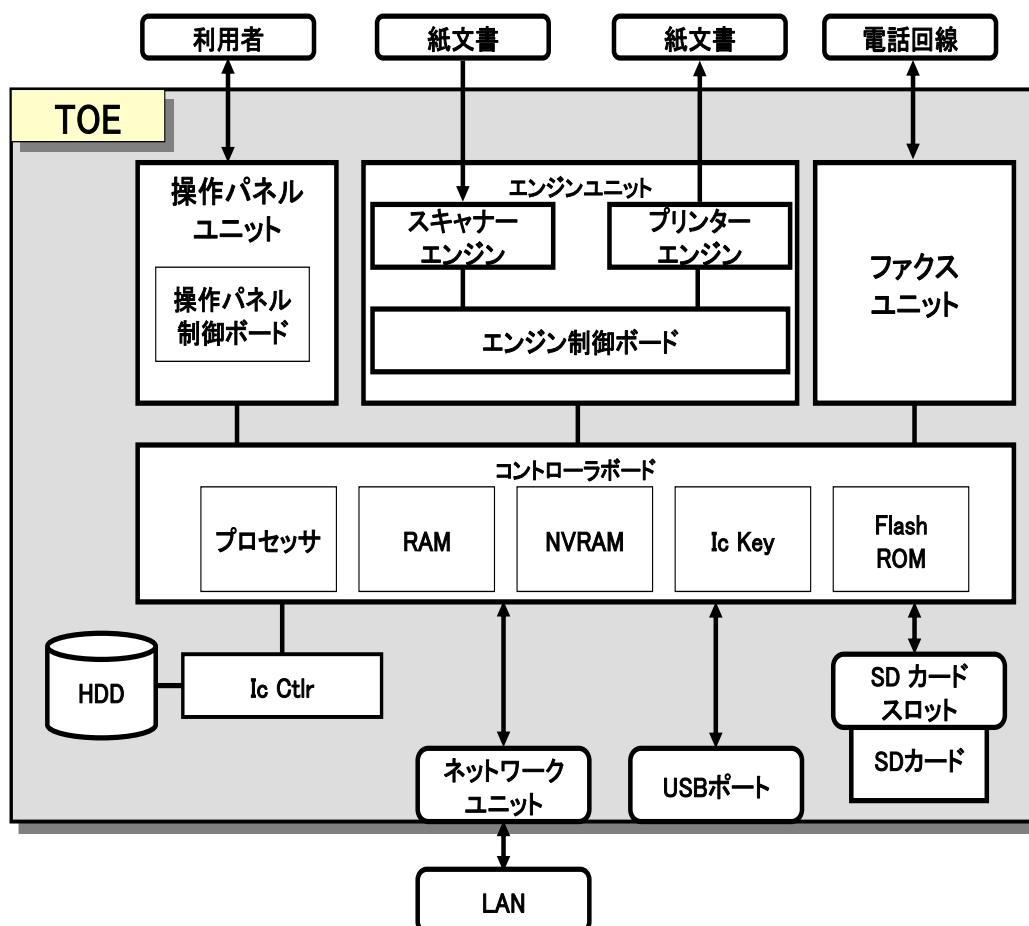 利用者
紙文書
紙文書
電話回線
TOE
操作パネル
ユニット
操作パネル
制御ボード
エンジンユニット
スキャナー
エンジン
プリンター
エンジン
エンジン制御ボード
ファクス
ユニット
コントローラボード
プロセッサ
RAM
NVRAM
Ic Key
Flash
ROM
HDD
Ic Ctlr
SD カード
スロット
SDカード
ネットワーク
ユニット
USBポート
LAN